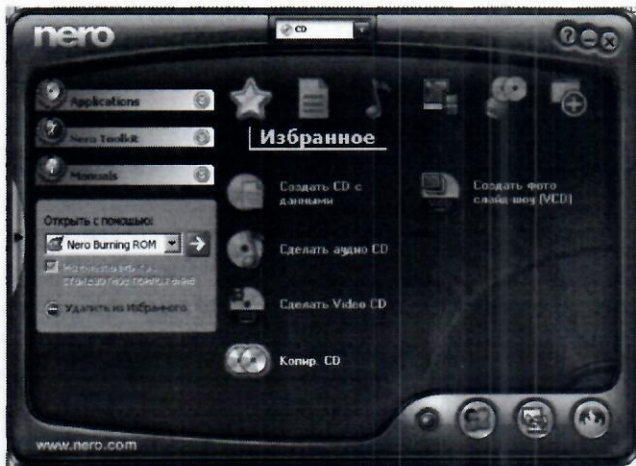 nero
CD
Applications
Nero Toolkit
Manuals
Избранное
Создать CD с
данными
Создать фото
слайд-шоу (VCD)
Открыть с помощью:
Nero Burning ROM
Сделать аудио CD
Удалить из Избранного
Сделать Video CD
Копир. CD
www.nero.com